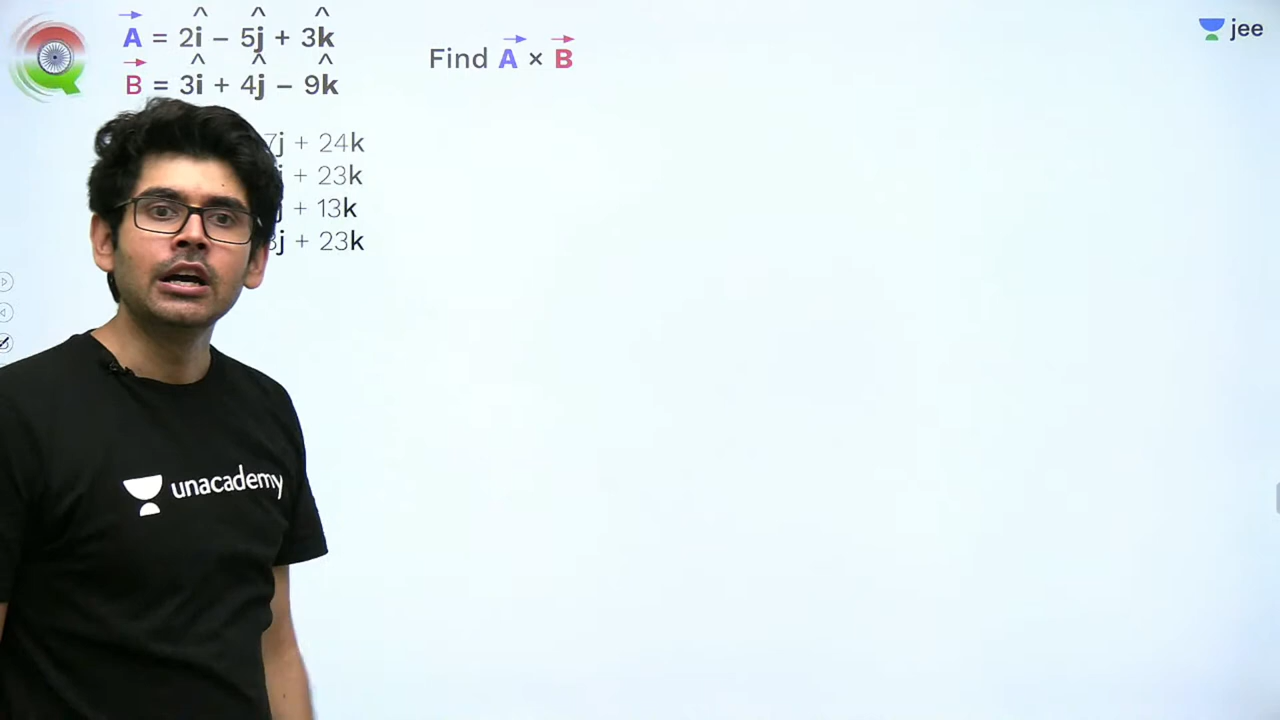 A = 2i − 5j + 3k
B = 3i + 4j − 9k
Find A × B
7j + 24k
j + 23k
j + 13k
3j + 23k
jee
unacademy